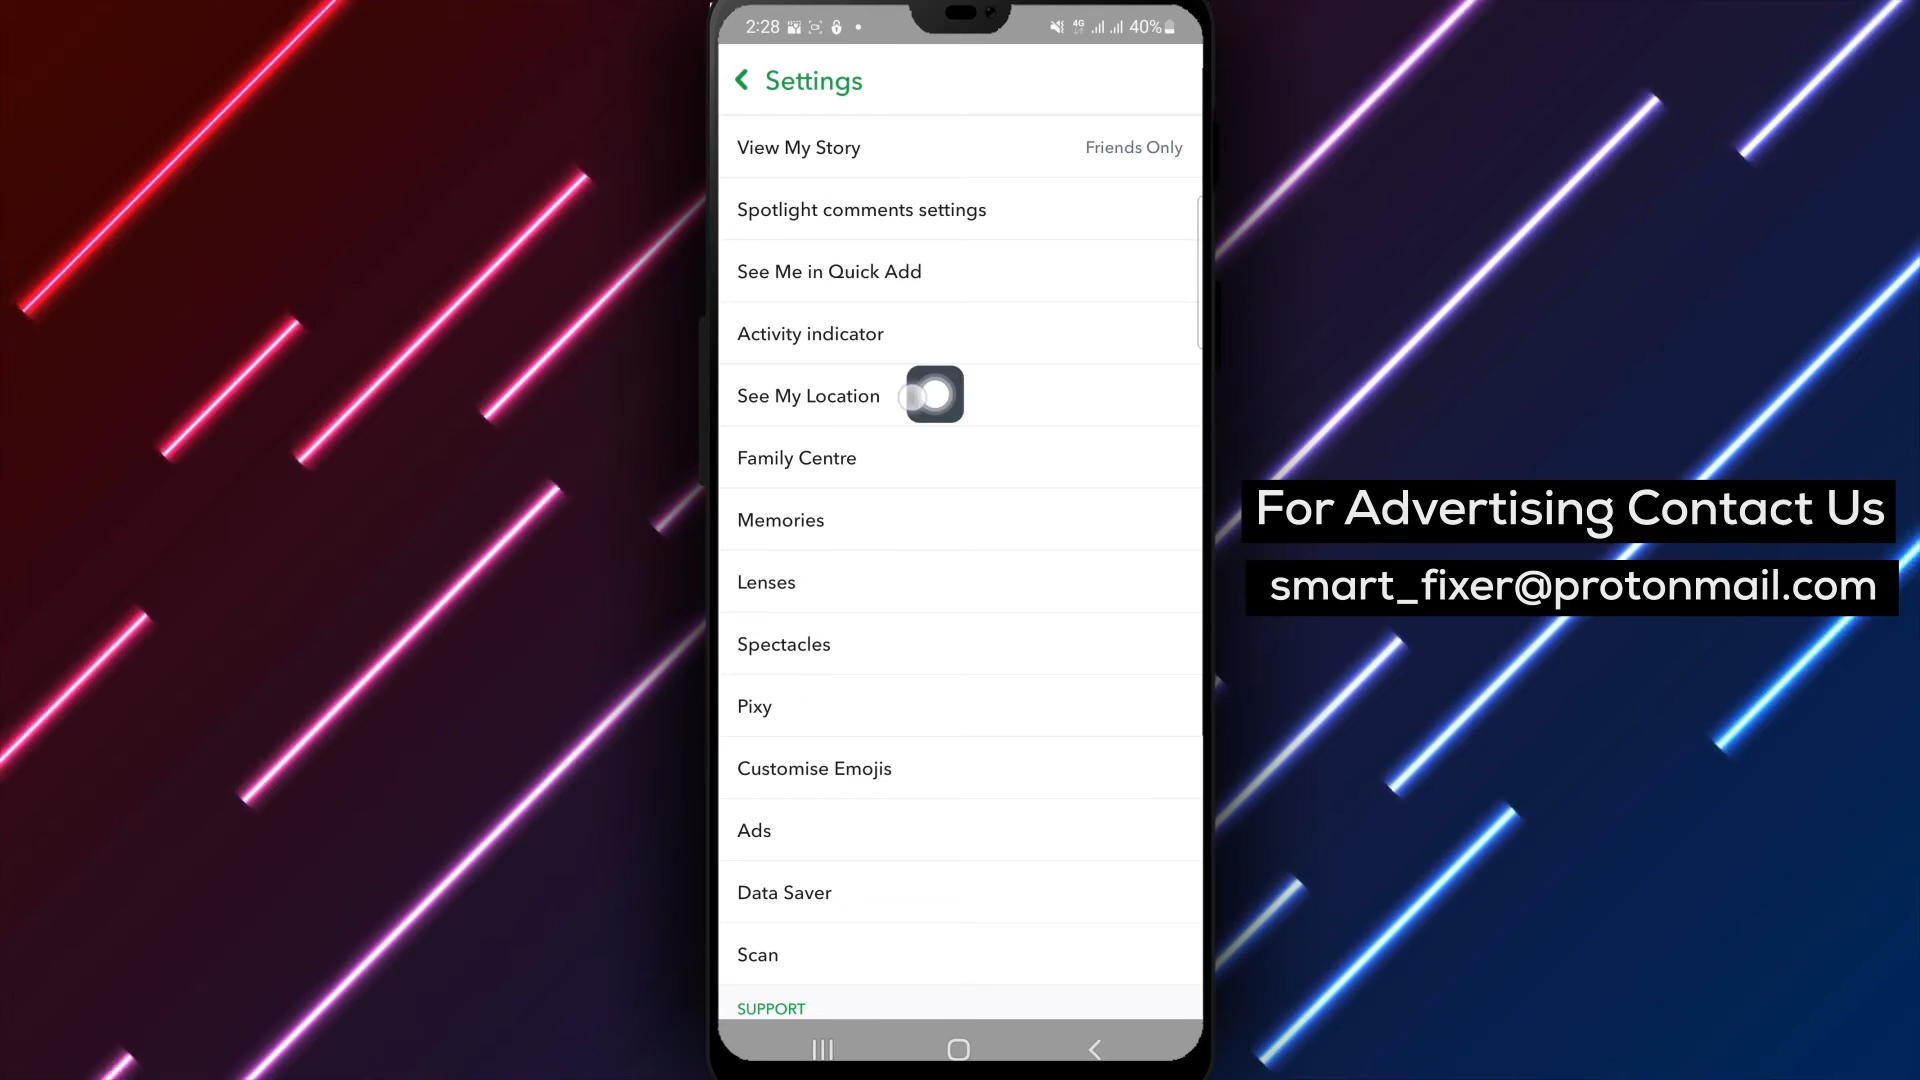 2:28
4G
40%
Settings
View My Story
Friends Only
Spotlight comments settings
See Me in Quick Add
Activity indicator
See My Location
Family Centre
Memories
Lenses
Spectacles
Pixy
Customise Emojis
Ads
Data Saver
Scan
SUPPORT
For Advertising Contact Us
smart_fixer@protonmail.com